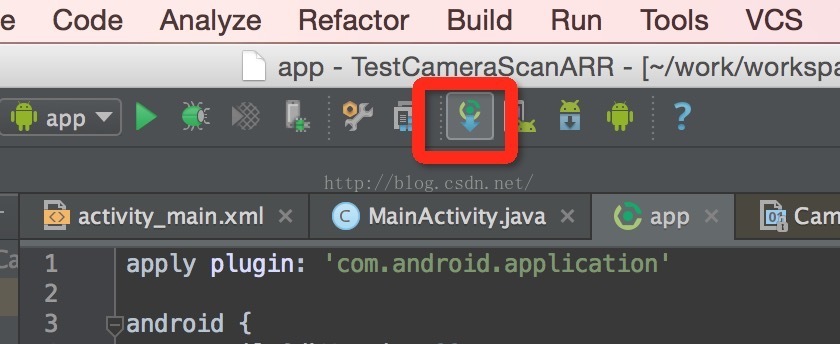 e Code Analyze Refactor Build Run Tools VCS
app - TestCameraScanARR - [~/work/workspa
app ?
http://blog.csdn.net/
activity_main.xml MainActivity.java app Cam
Ca
1 apply plugin: 'com.android.application'
2
3 android {